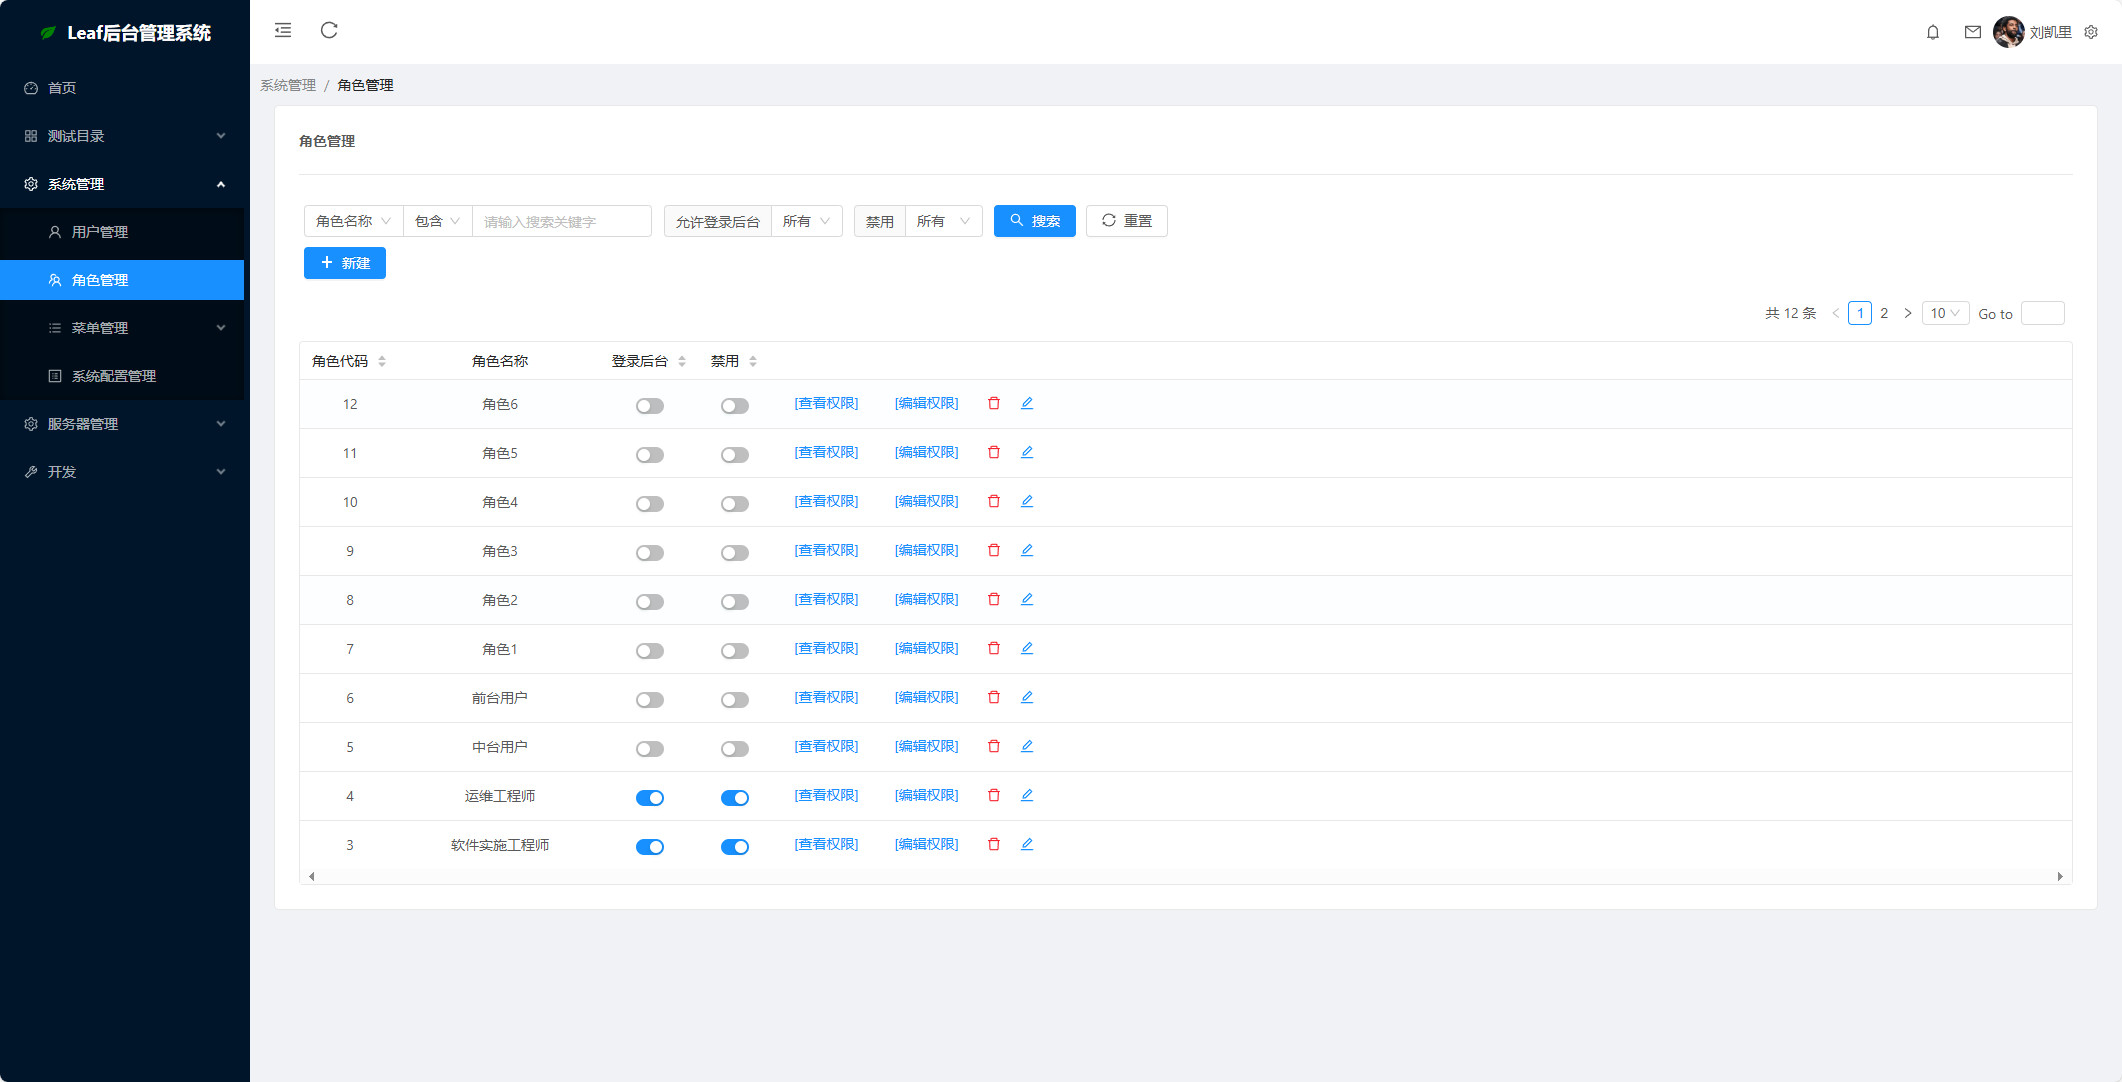 Leaf后台管理系统
首页
测试目录
系统管理
用户管理
角色管理
菜单管理
系统配置管理
服务器管理
开发
刘凯里
系统管理 / 角色管理
角色管理
角色名称 包含 请输入搜索关键字 允许登录后台 所有 禁用 所有 搜索 重置
新建
共 12 条 1 2 10 Go to
角色代码 角色名称 登录后台 禁用
12 角色6 [查看权限] [编辑权限]
11 角色5 [查看权限] [编辑权限]
10 角色4 [查看权限] [编辑权限]
9 角色3 [查看权限] [编辑权限]
8 角色2 [查看权限] [编辑权限]
7 角色1 [查看权限] [编辑权限]
6 前台用户 [查看权限] [编辑权限]
5 中台用户 [查看权限] [编辑权限]
4 运维工程师 [查看权限] [编辑权限]
3 软件实施工程师 [查看权限] [编辑权限]